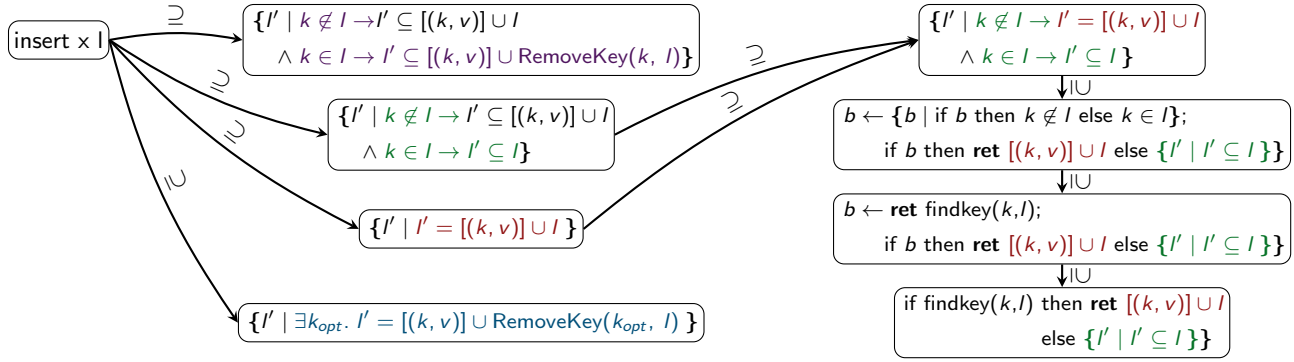 insert x l
⊇
{l′ | k ∉ l → l′ ⊆ [(k, v)] ∪ l
∧ k ∈ l → l′ ⊆ [(k, v)] ∪ RemoveKey(k, l)}
⊇
{l′ | k ∉ l → l′ ⊆ [(k, v)] ∪ l
∧ k ∈ l → l′ ⊆ l}
⊇
{l′ | l′ = [(k, v)] ∪ l }
⊇
{l′ | ∃k_opt. l′ = [(k, v)] ∪ RemoveKey(k_opt, l) }
⊇
⊇
{l′ | k ∉ l → l′ = [(k, v)] ∪ l
∧ k ∈ l → l′ ⊆ l }
⊇
b ← {b | if b then k ∉ l else k ∈ l};
if b then ret [(k, v)] ∪ l else {l′ | l′ ⊆ l }}
⊇
b ← ret findkey(k,l);
if b then ret [(k, v)] ∪ l else {l′ | l′ ⊆ l }}
⊇
if findkey(k,l) then ret [(k, v)] ∪ l
else {l′ | l′ ⊆ l }}